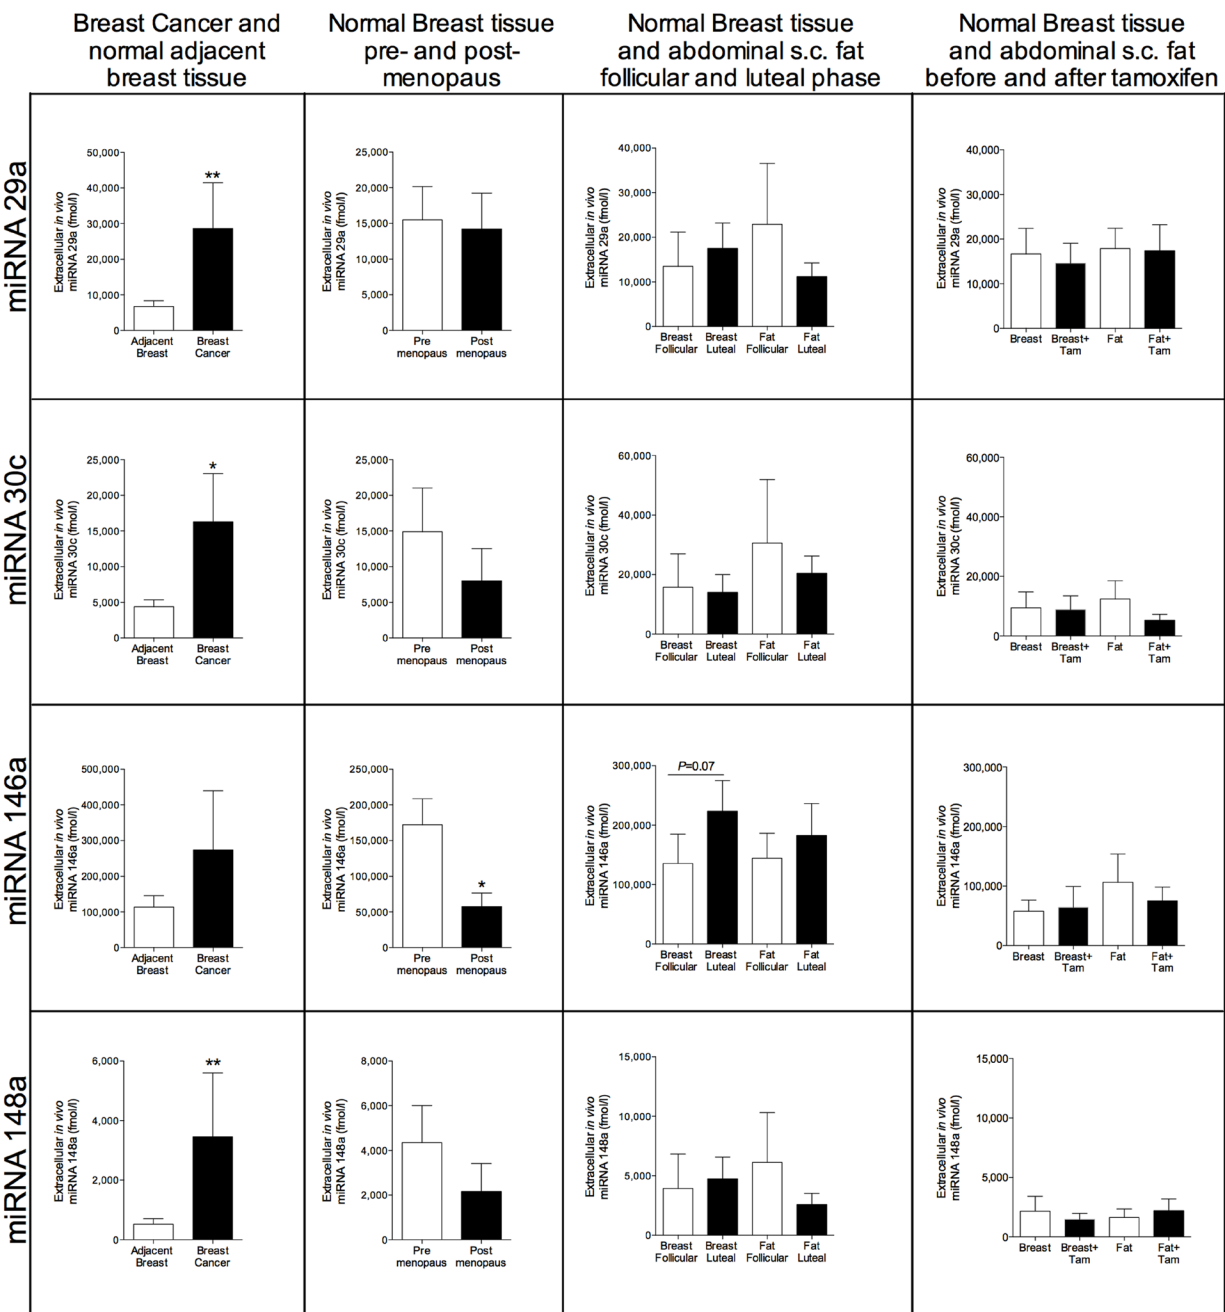 Breast Cancer and
normal adjacent
breast tissue
Normal Breast tissue
pre- and post-
menopaus
Normal Breast tissue
and abdominal s.c. fat
follicular and luteal phase
Normal Breast tissue
and abdominal s.c. fat
before and after tamoxifen
miRNA 29a
Extracellular in vivo
miRNA 29a (fmol/l)
50,000
40,000
30,000
20,000
10,000
0
**
Adjacent
Breast
Breast
Cancer
Extracellular in vivo
miRNA 29a (fmol/l)
25,000
20,000
15,000
10,000
5,000
0
Pre
menopaus
Post
menopaus
Extracellular in vivo
miRNA 29a (fmol/l)
40,000
30,000
20,000
10,000
0
Breast
Follicular
Breast
Luteal
Fat
Follicular
Fat
Luteal
Extracellular in vivo
miRNA 29a (fmol/l)
40,000
30,000
20,000
10,000
0
Breast
Breast+
Tam
Fat
Fat+
Tam
miRNA 30c
Extracellular in vivo
miRNA 30c (fmol/l)
25,000
20,000
15,000
10,000
5,000
0
*
Adjacent
Breast
Breast
Cancer
Extracellular in vivo
miRNA 30c (fmol/l)
25,000
20,000
15,000
10,000
5,000
0
Pre
menopaus
Post
menopaus
Extracellular in vivo
miRNA 30c (fmol/l)
60,000
40,000
20,000
0
Breast
Follicular
Breast
Luteal
Fat
Follicular
Fat
Luteal
Extracellular in vivo
miRNA 30c (fmol/l)
60,000
40,000
20,000
0
Breast
Breast+
Tam
Fat
Fat+
Tam
miRNA 146a
Extracellular in vivo
miRNA 146a (fmol/l)
500,000
400,000
300,000
200,000
100,000
0
Adjacent
Breast
Breast
Cancer
Extracellular in vivo
miRNA 146a (fmol/l)
250,000
200,000
150,000
100,000
50,000
0
*
Pre
menopaus
Post
menopaus
Extracellular in vivo
miRNA 146a (fmol/l)
300,000
200,000
100,000
0
P=0.07
Breast
Follicular
Breast
Luteal
Fat
Follicular
Fat
Luteal
Extracellular in vivo
miRNA 146a (fmol/l)
300,000
200,000
100,000
0
Breast
Breast+
Tam
Fat
Fat+
Tam
miRNA 148a
Extracellular in vivo
miRNA 148a (fmol/l)
6,000
4,000
2,000
0
**
Adjacent
Breast
Breast
Cancer
Extracellular in vivo
miRNA 148a (fmol/l)
8,000
6,000
4,000
2,000
0
Pre
menopaus
Post
menopaus
Extracellular in vivo
miRNA 148a (fmol/l)
15,000
10,000
5,000
0
Breast
Follicular
Breast
Luteal
Fat
Follicular
Fat
Luteal
Extracellular in vivo
miRNA 148a (fmol/l)
15,000
10,000
5,000
0
Breast
Breast+
Tam
Fat
Fat+
Tam